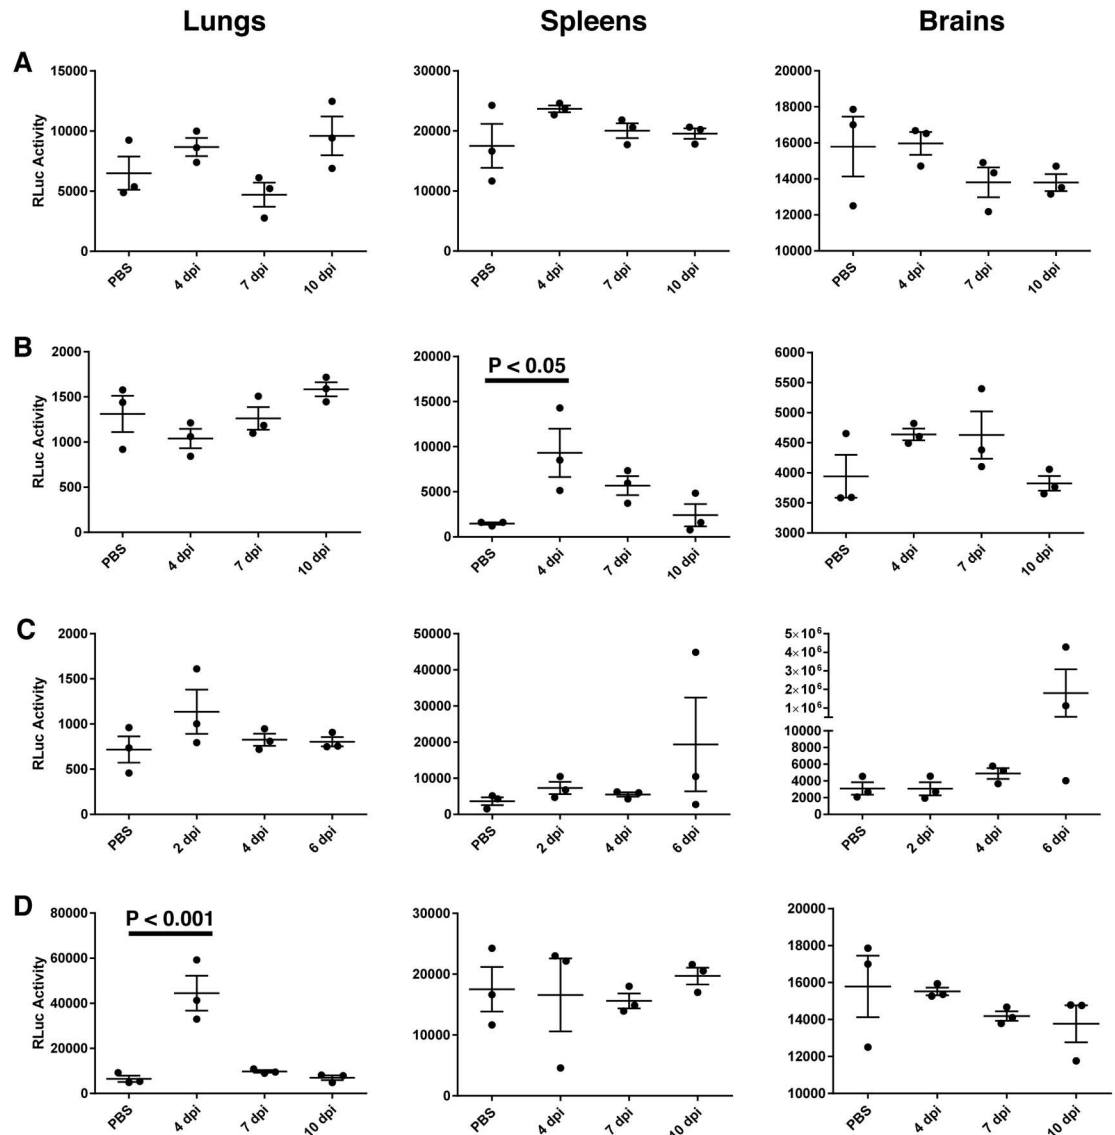 Lungs Spleens Brains
A
15000 30000 20000
18000
10000 20000 16000
14000
5000 10000
12000
0 0 10000
RLuc Activity
PBS 4 dpi 7 dpi 10 dpi PBS 4 dpi 7 dpi 10 dpi PBS 4 dpi 7 dpi 10 dpi
B
2000 20000 6000
P < 0.05
5500
1500 15000
5000
1000 10000 4500
4000
500 5000
3500
0 0 3000
RLuc Activity
PBS 4 dpi 7 dpi 10 dpi PBS 4 dpi 7 dpi 10 dpi PBS 4 dpi 7 dpi 10 dpi
C
2000 50000 5×10⁶
4×10⁶
40000 3×10⁶
1500 2×10⁶
30000 1×10⁶
1000 10000
20000 8000
6000
500 10000 4000
2000
0 0 0
RLuc Activity
PBS 2 dpi 4 dpi 6 dpi PBS 2 dpi 4 dpi 6 dpi PBS 2 dpi 4 dpi 6 dpi
D
80000 30000 20000
P < 0.001
18000
60000 20000
16000
40000
14000
20000 10000
12000
0 0 10000
RLuc Activity
PBS 4 dpi 7 dpi 10 dpi PBS 4 dpi 7 dpi 10 dpi PBS 4 dpi 7 dpi 10 dpi